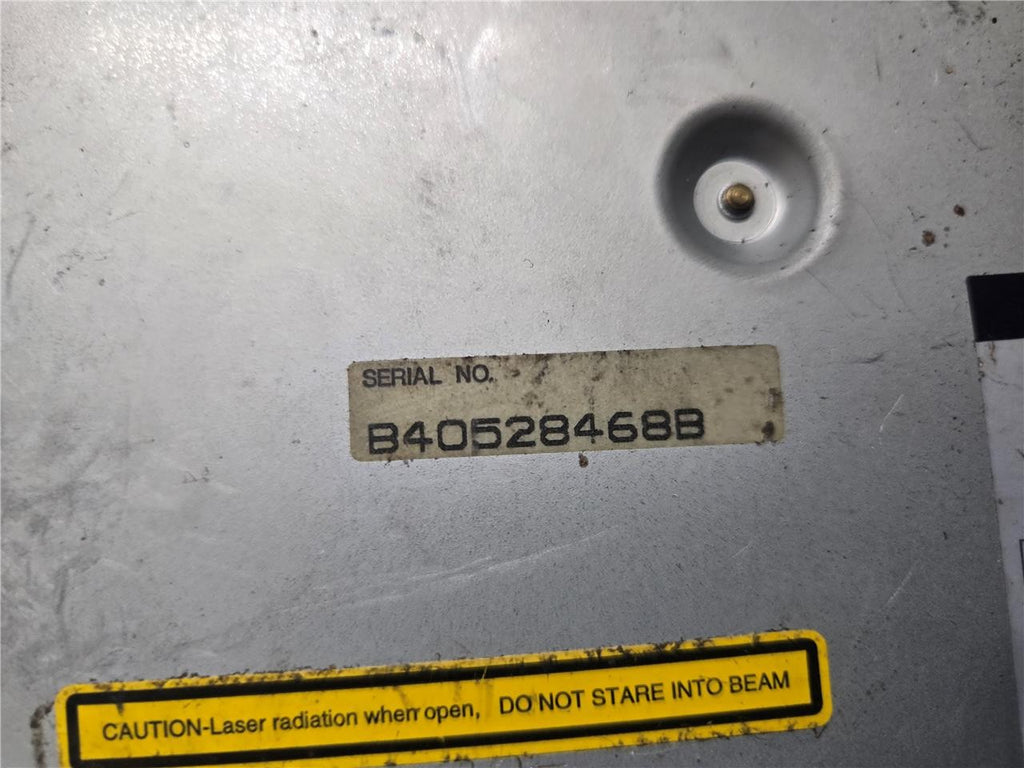 SERIAL NO.
B40528468B
CAUTION-Laser radiation when open, DO NOT STARE INTO BEAM